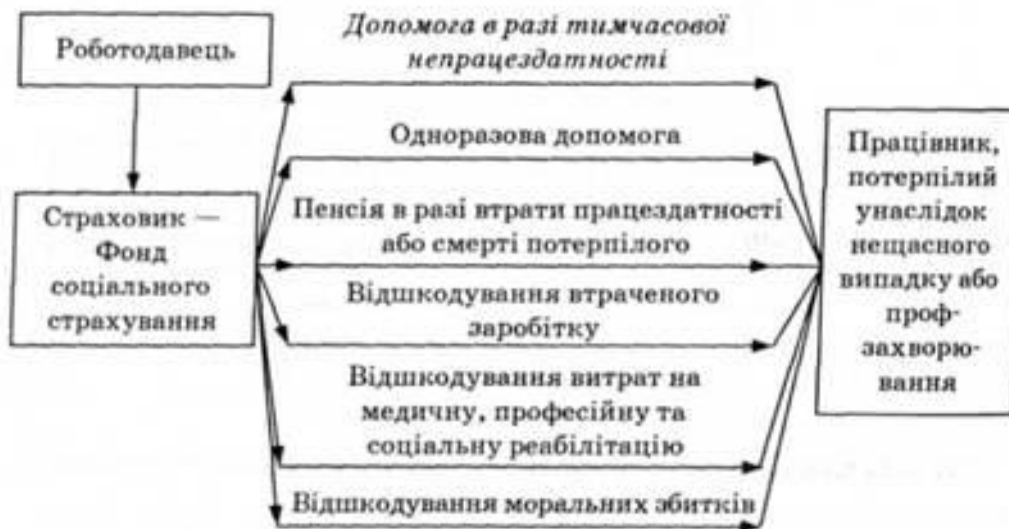 Роботодавець
Страховик —
Фонд
соціального
страхування
Допомога в разі тимчасової
непрацездатності
Одноразова допомога
Пенсія в разі втрати працездатності
або смерті потерпілого
Відшкодування втраченого
заробітку
Відшкодування витрат на
медичну, професійну та
соціальну реабілітацію
Відшкодування моральних збитків
Працівник,
потерпілий
унаслідок
нещасного
випадку або
проф-
захворю-
вання